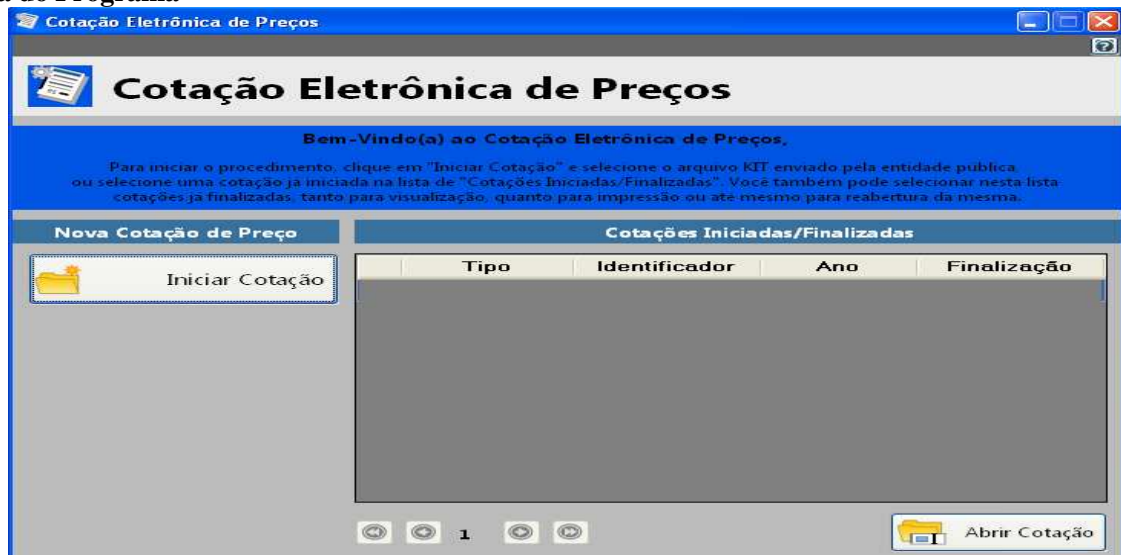 do Programa
Cotação Eletrônica de Preços
Cotação Eletrônica de Preços
Bem-Vindo(a) ao Cotação Eletrônica de Preços,
Para iniciar o procedimento, clique em "Iniciar Cotação" e selecione o arquivo KIT enviado pela entidade pública,
ou selecione uma cotação já iniciada na lista de "Cotações Iniciadas/Finalizadas". Você também pode selecionar nesta lista
cotações ja finalizadas, tanto para visualização, quanto para impressão ou até mesmo para reabertura da mesma.
Nova Cotação de Preço
Cotações Iniciadas/Finalizadas
Iniciar Cotação
Tipo Identificador Ano Finalização
1
Abrir Cotação